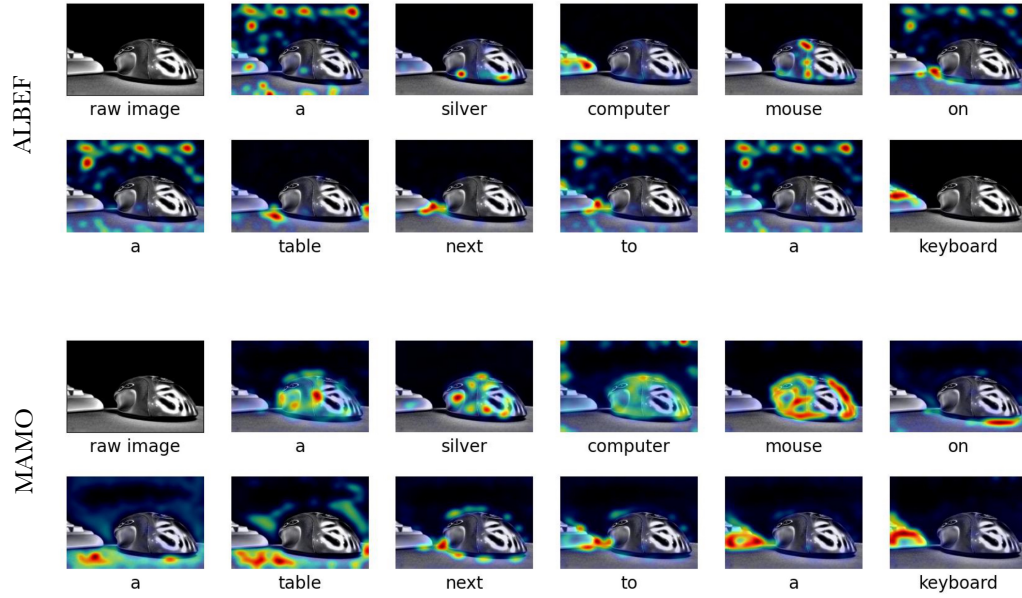 ALBEF
raw image a silver computer mouse on
a table next to a keyboard
MAMO
raw image a silver computer mouse on
a table next to a keyboard